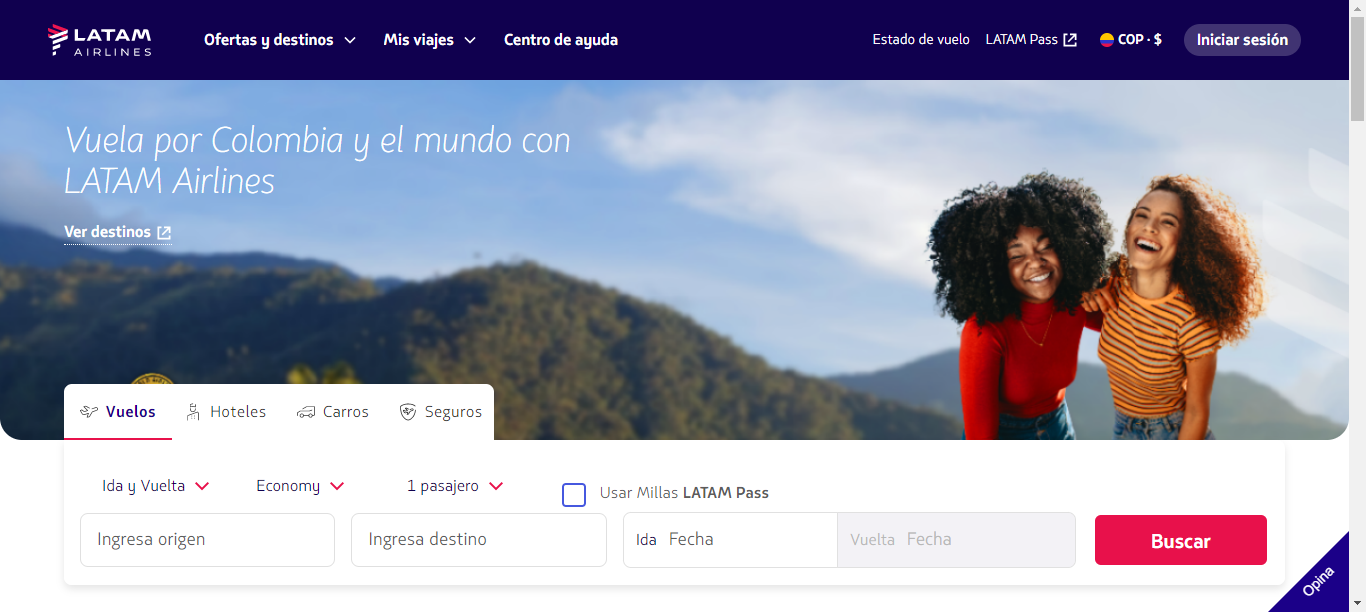 LATAM
AIRLINES
Ofertas y destinos
Mis viajes
Centro de ayuda
Estado de vuelo
LATAM Pass
COP · $
Iniciar sesión
Vuela por Colombia y el mundo con
LATAM Airlines
Ver destinos
Vuelos
Hoteles
Carros
Seguros
Ida y Vuelta
Economy
1 pasajero
Usar Millas LATAM Pass
Ingresa origen
Ingresa destino
Ida Fecha
Vuelta Fecha
Buscar
Opina